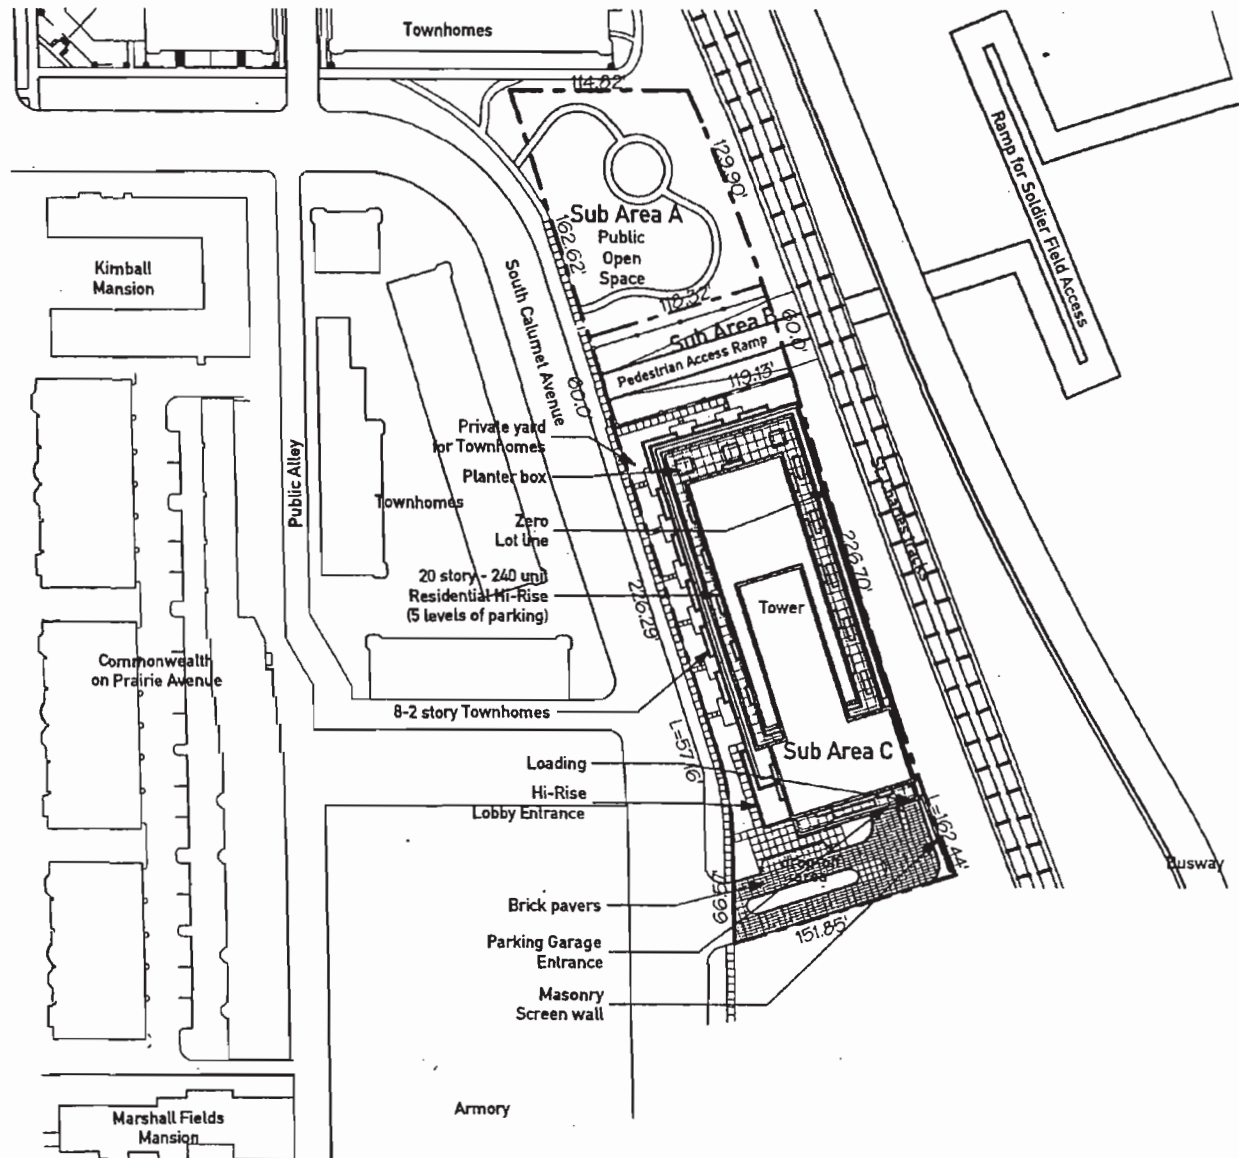 Townhomes
114.82'
129.90'
Ramp for Soldier Field Access
Sub Area A
Public
Open
Space
162.62'
Kimball
Mansion
South Calumet Avenue
118.32'
Sub Area B
60.0'
Pedestrian Access Ramp
119.13'
60.0'
Private yard
for Townhomes
Planter box
Public Alley
Townhomes
Zero
Lot line
20 story - 240 unit
Residential Hi-Rise
(5 levels of parking)
226.29'
226.70'
Tower
Commonwealth
on Prairie Avenue
8-2 story Townhomes
L=57.16'
Sub Area C
Loading
Hi-Rise
Lobby Entrance
L=162.44'
Busway
drop-off
area
Brick pavers
151.85'
Parking Garage
Entrance
Masonry
Screen wall
Armory
Marshall Fields
Mansion